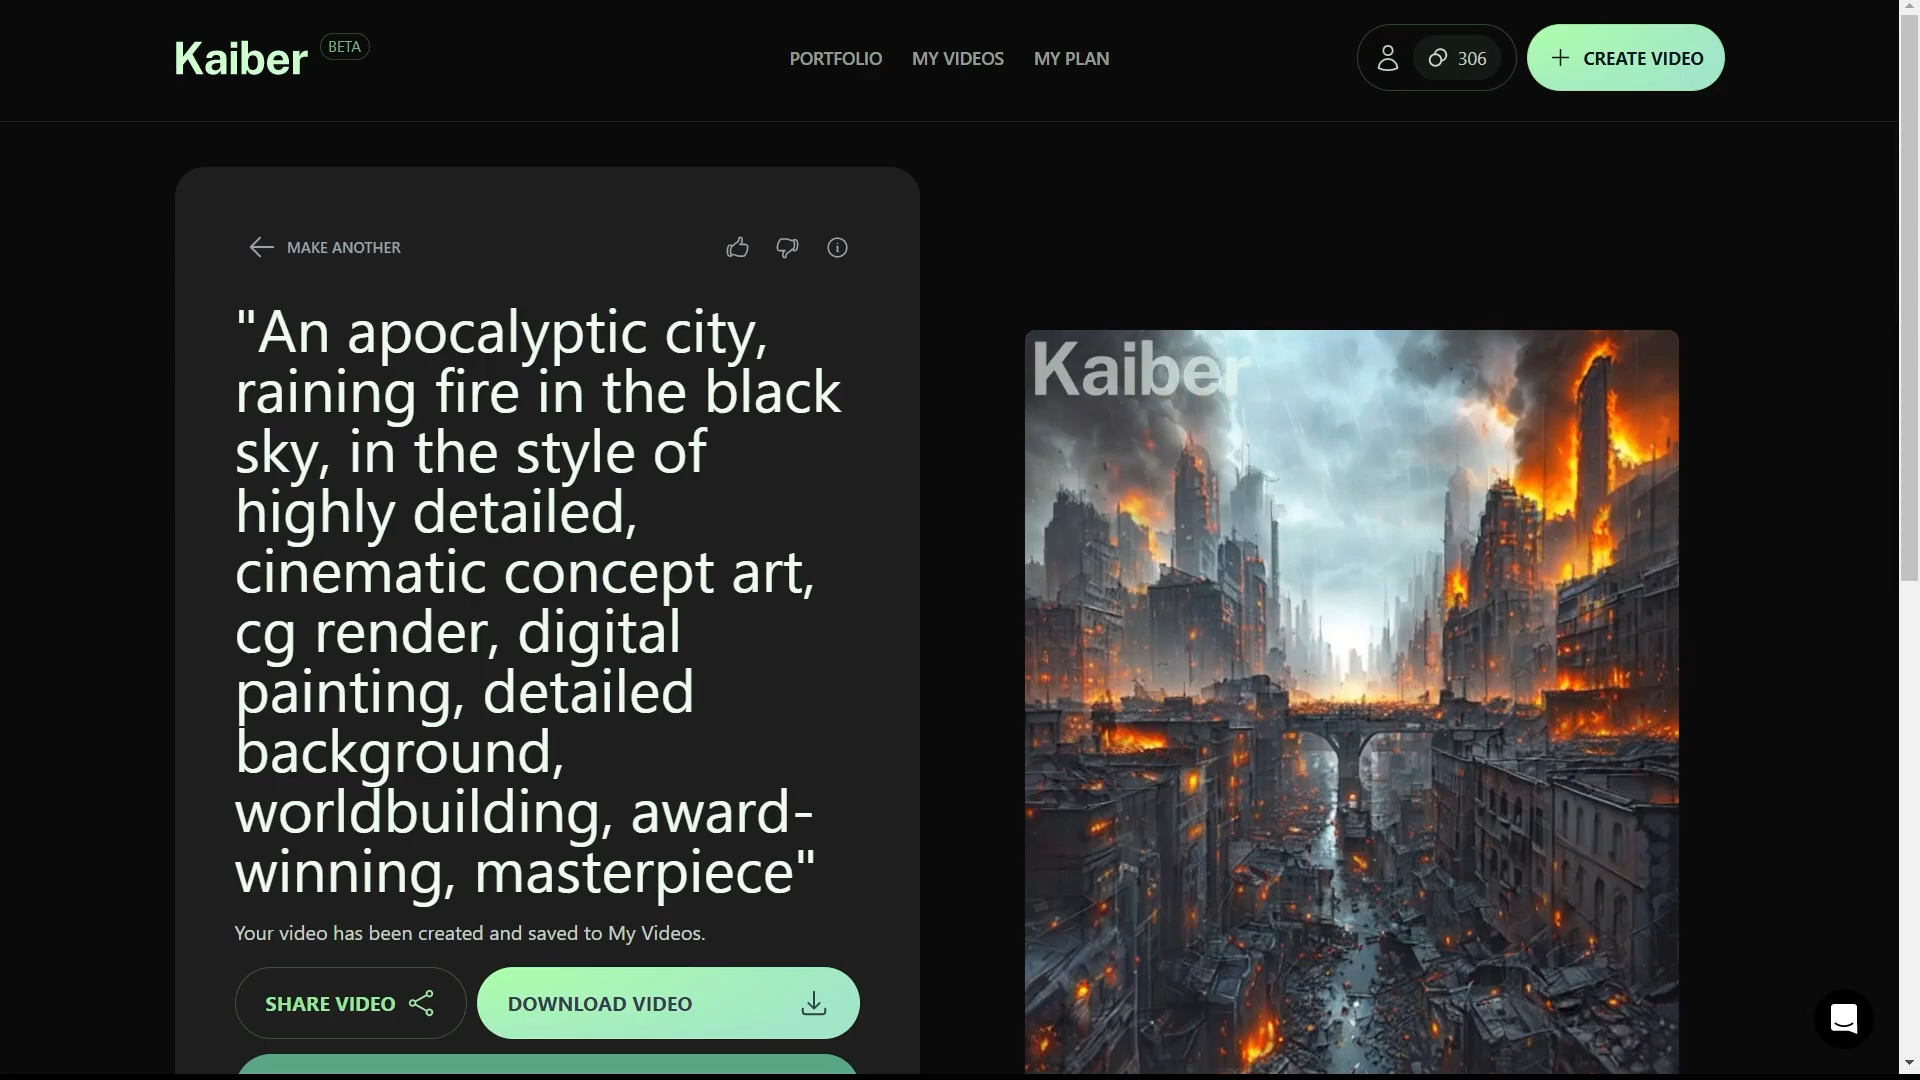 Kaiber BETA
PORTFOLIO MY VIDEOS MY PLAN
306
CREATE VIDEO
MAKE ANOTHER
"An apocalyptic city,
raining fire in the black
sky, in the style of
highly detailed,
cinematic concept art,
cg render, digital
painting, detailed
background,
worldbuilding, award-
winning, masterpiece"
Your video has been created and saved to My Videos.
SHARE VIDEO
DOWNLOAD VIDEO
Kaiber